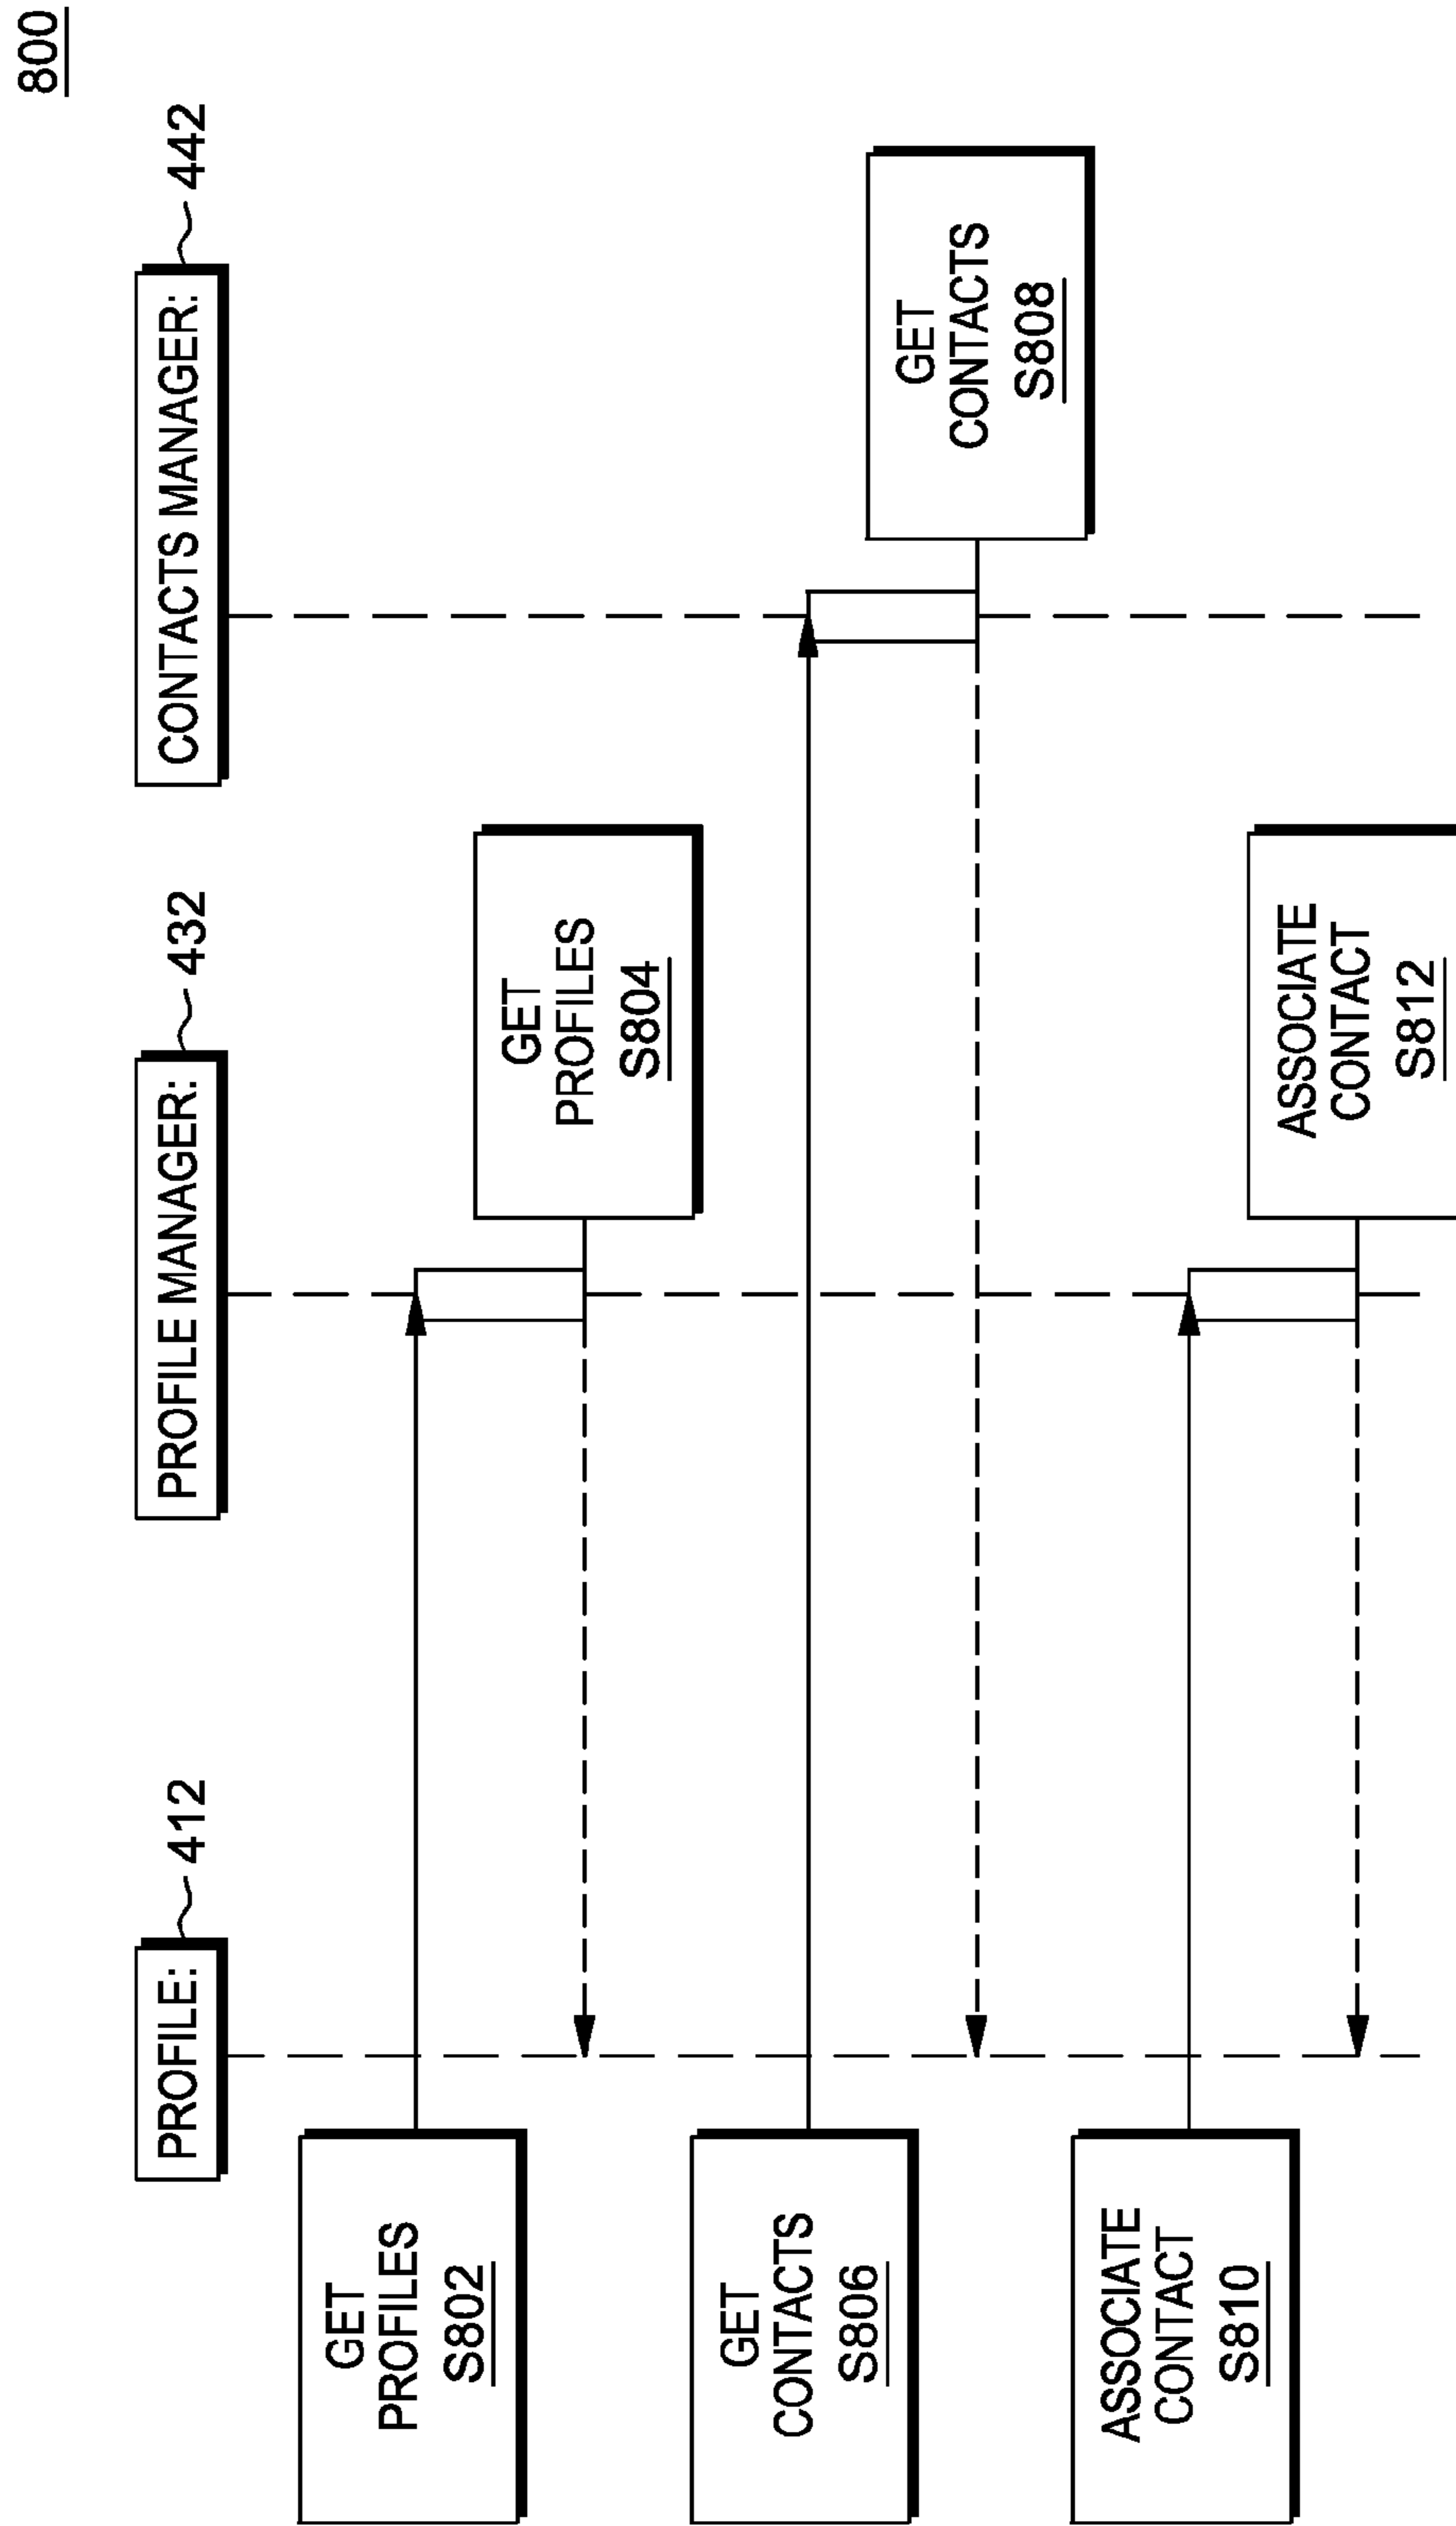 800
PROFILE:
412
PROFILE MANAGER:
432
CONTACTS MANAGER:
442
GET
PROFILES
S802
GET
PROFILES
S804
GET
CONTACTS
S806
GET
CONTACTS
S808
ASSOCIATE
CONTACT
S810
ASSOCIATE
CONTACT
S812